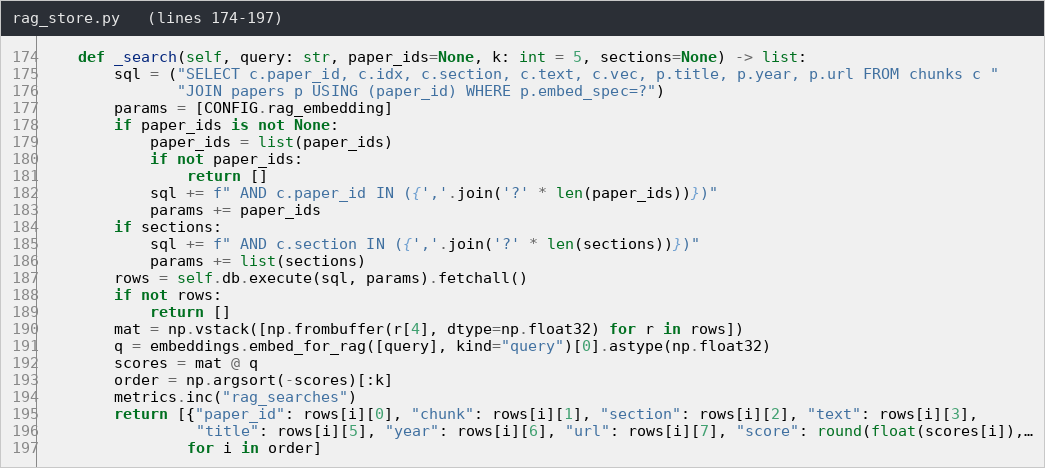 rag_store.py   (lines 174-197)
174    def _search(self, query: str, paper_ids=None, k: int = 5, sections=None) -> list:
175        sql = ("SELECT c.paper_id, c.idx, c.section, c.text, c.vec, p.title, p.year, p.url FROM chunks c "
176               "JOIN papers p USING (paper_id) WHERE p.embed_spec=?")
177        params = [CONFIG.rag_embedding]
178        if paper_ids is not None:
179            paper_ids = list(paper_ids)
180            if not paper_ids:
181                return []
182            sql += f" AND c.paper_id IN ({','.join('?' * len(paper_ids))})"
183            params += paper_ids
184        if sections:
185            sql += f" AND c.section IN ({','.join('?' * len(sections))})"
186            params += list(sections)
187        rows = self.db.execute(sql, params).fetchall()
188        if not rows:
189            return []
190        mat = np.vstack([np.frombuffer(r[4], dtype=np.float32) for r in rows])
191        q = embeddings.embed_for_rag([query], kind="query")[0].astype(np.float32)
192        scores = mat @ q
193        order = np.argsort(-scores)[:k]
194        metrics.inc("rag_searches")
195        return [{"paper_id": rows[i][0], "chunk": rows[i][1], "section": rows[i][2], "text": rows[i][3],
196                 "title": rows[i][5], "year": rows[i][6], "url": rows[i][7], "score": round(float(scores[i]),…
197                for i in order]